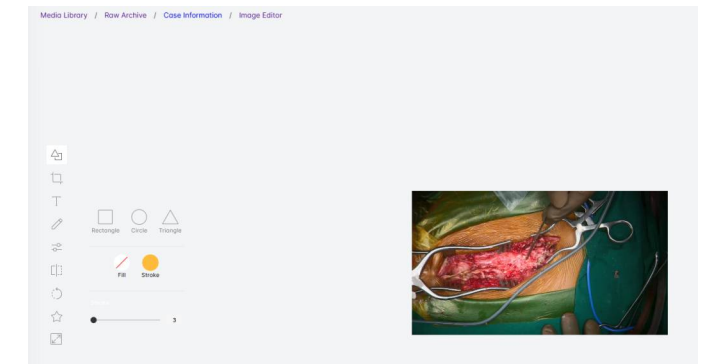 Media Library / Raw Archive / Case Information / Image Editor
Rectangle Circle Triangle
Fill Stroke
3